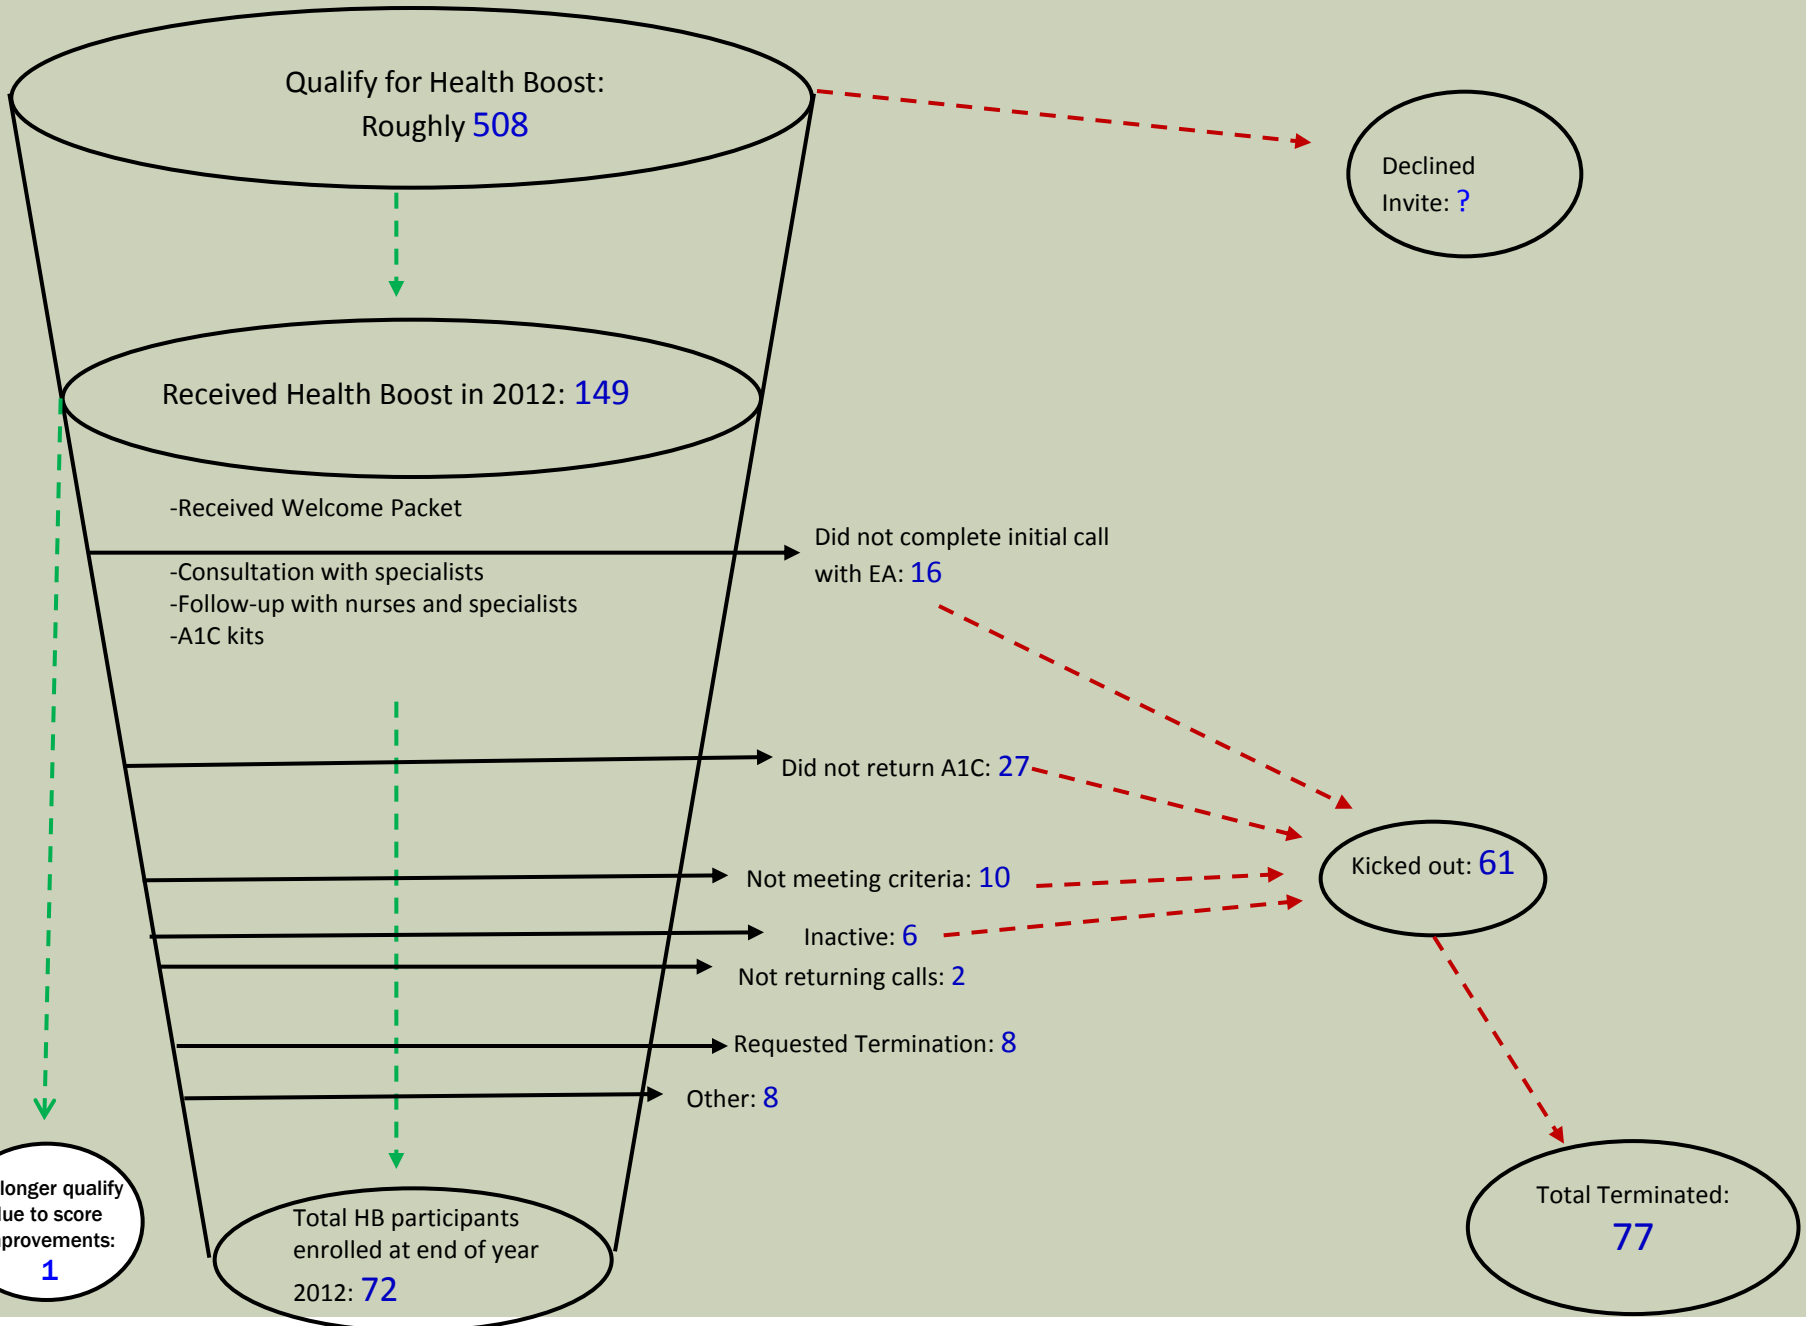 Qualify for Health Boost:
Roughly 508
Declined
Invite: ?
Received Health Boost in 2012: 149
-Received Welcome Packet
Did not complete initial call
with EA: 16
-Consultation with specialists
-Follow-up with nurses and specialists
-A1C kits
Did not return A1C: 27
Not meeting criteria: 10
Kicked out: 61
Inactive: 6
Not returning calls: 2
Requested Termination: 8
Other: 8
longer qualify
due to score
provements:
1
Total HB participants
enrolled at end of year
2012: 72
Total Terminated:
77